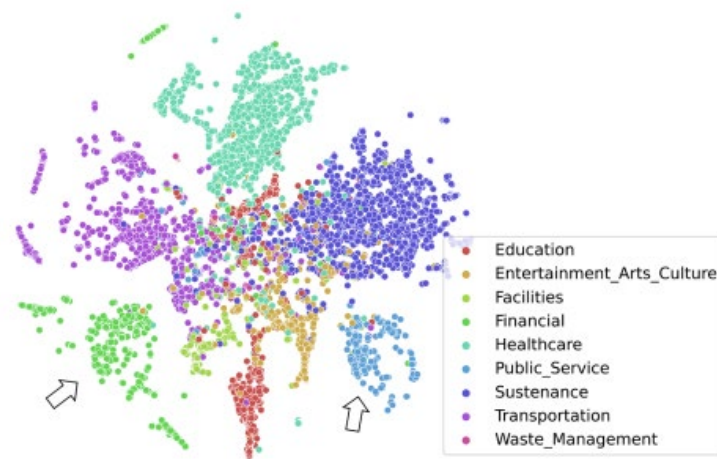 Education
Entertainment_Arts_Culture
Facilities
Financial
Healthcare
Public_Service
Sustenance
Transportation
Waste_Management